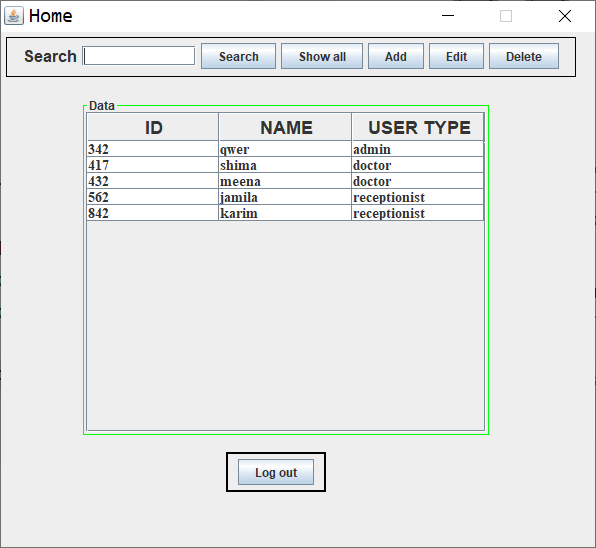 Home
Search Search Show all Add Edit Delete
Data
ID NAME USER TYPE
342 qwer admin
417 shima doctor
432 meena doctor
562 jamila receptionist
842 karim receptionist
Log out